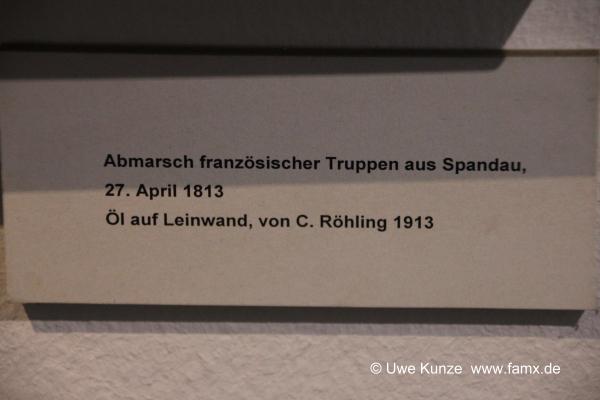 Abmarsch französischer Truppen aus Spandau,
27. April 1813
Öl auf Leinwand, von C. Röhling 1913
© Uwe Kunze www.famx.de